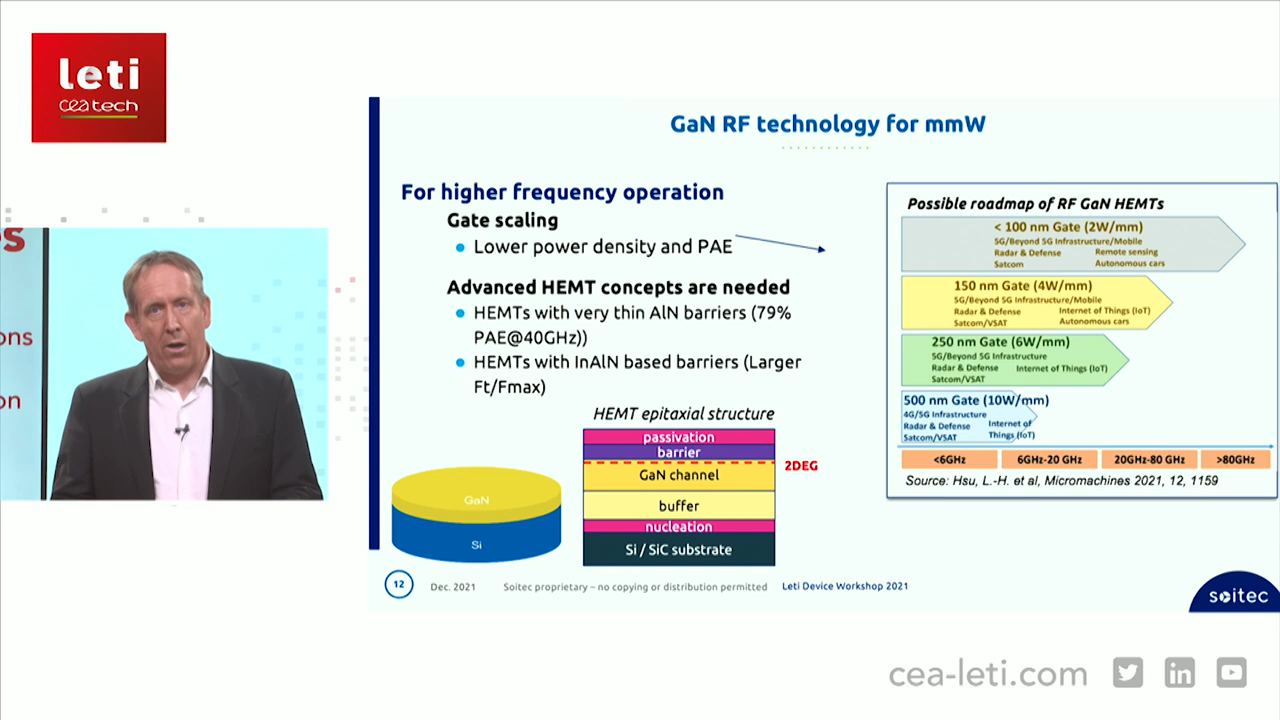 leti
cea tech
s
ons
on
GaN RF technology for mmW
For higher frequency operation
Gate scaling
Lower power density and PAE
Advanced HEMT concepts are needed
HEMTs with very thin AlN barriers (79%
PAE@40GHz))
HEMTs with InAlN based barriers (Larger
Ft/Fmax)
HEMT epitaxial structure
passivation
barrier
2DEG
GaN channel
buffer
nucleation
Si / SiC substrate
GaN
Si
Possible roadmap of RF GaN HEMTs
< 100 nm Gate (2W/mm)
5G/Beyond 5G Infrastructure/Mobile
Radar & Defense Remote sensing
Satcom Autonomous cars
150 nm Gate (4W/mm)
5G/Beyond 5G Infrastructure/Mobile
Radar & Defense Internet of Things (IoT)
Satcom/VSAT Autonomous cars
250 nm Gate (6W/mm)
5G/Beyond 5G Infrastructure
Radar & Defense Internet of Things (IoT)
Satcom/VSAT
500 nm Gate (10W/mm)
4G/5G Infrastructure
Radar & Defense Internet of
Satcom/VSAT Things (IoT)
<6GHz 6GHz-20 GHz 20GHz-80 GHz >80GHz
Source: Hsu, L.-H. et al, Micromachines 2021, 12, 1159
12 Dec. 2021 Soitec proprietary – no copying or distribution permitted Leti Device Workshop 2021
soitec
cea-leti.com